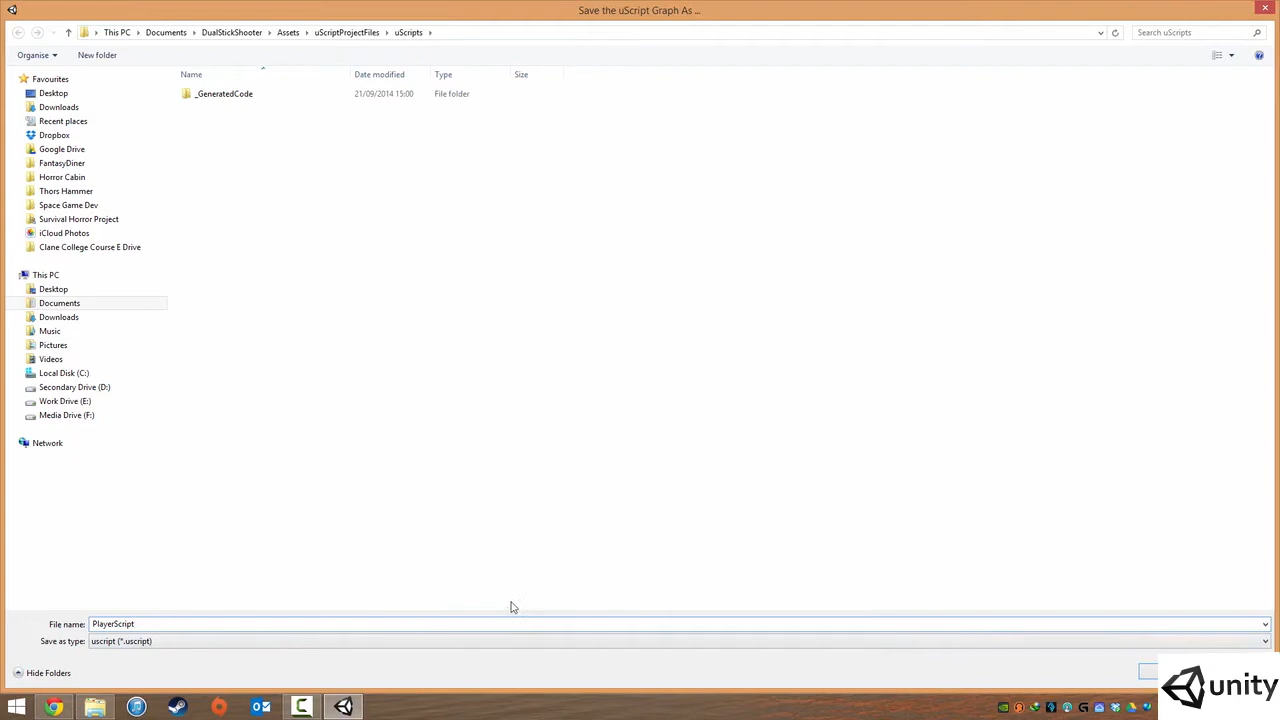 Save the uScript Graph As ...
This PC Documents DualStickShooter Assets uScriptProjectFiles uScripts
Search uScripts
Organise
New folder
Name
Date modified
Type
Size
_GeneratedCode
21/09/2014 15:00
File folder
Favourites
Desktop
Downloads
Recent places
Dropbox
Google Drive
FantasyDiner
Horror Cabin
Thors Hammer
Space Game Dev
Survival Horror Project
iCloud Photos
Clane College Course E Drive
This PC
Desktop
Documents
Downloads
Music
Pictures
Videos
Local Disk (C:)
Secondary Drive (D:)
Work Drive (E:)
Media Drive (F:)
Network
File name: PlayerScript
Save as type: uscript (*.uscript)
Hide Folders
unity